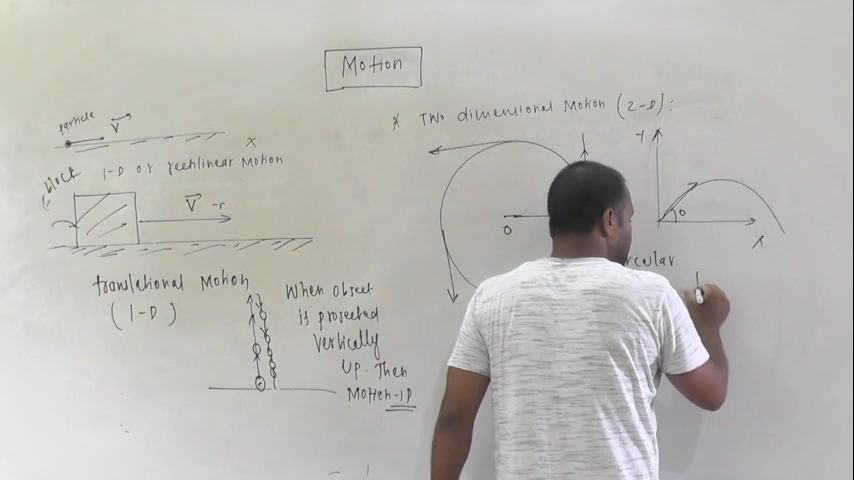 Motion
particle
V
X
1-D or rectilinear Motion
block
V
translational Motion
(1-D)
When object
is projected
vertically
up. Then
Motion-1D
* Two dimensional Motion (2-D):
O
Y
θ
X
rcular